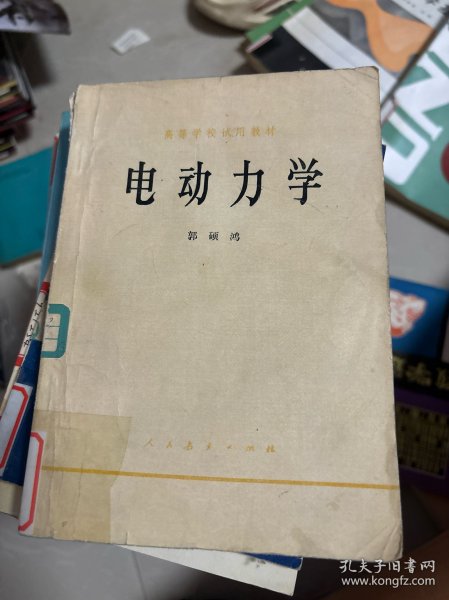 高等学校试用教材
电动力学
郭硕鸿
人民教育出版社
孔夫子旧书网
www.kongfz.com